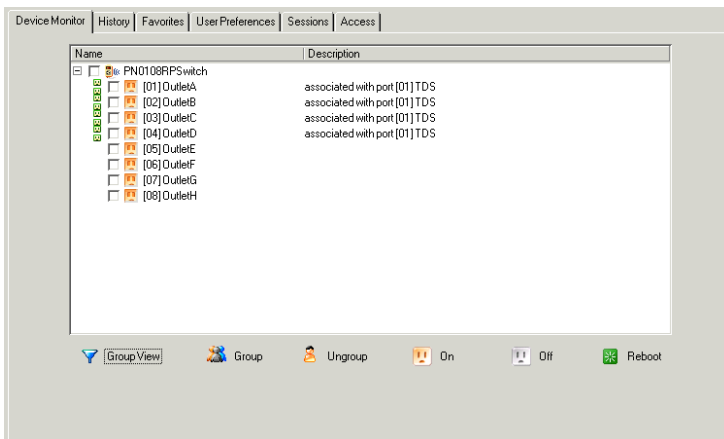 Device Monitor History Favorites User Preferences Sessions Access
Name Description
PN0108RPSwitch
[01] OutletA associated with port [01] TDS
[02] OutletB associated with port [01] TDS
[03] OutletC associated with port [01] TDS
[04] OutletD associated with port [01] TDS
[05] OutletE
[06] OutletF
[07] OutletG
[08] OutletH
Group View Group Ungroup On Off Reboot